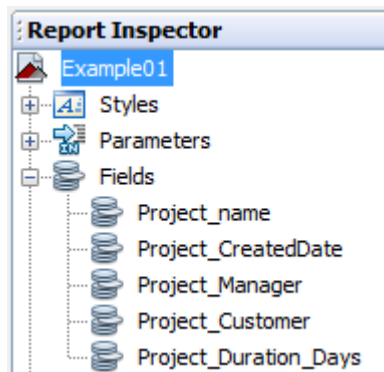 Report Inspector
Example01
Styles
Parameters
Fields
Project_name
Project_CreatedDate
Project_Manager
Project_Customer
Project_Duration_Days